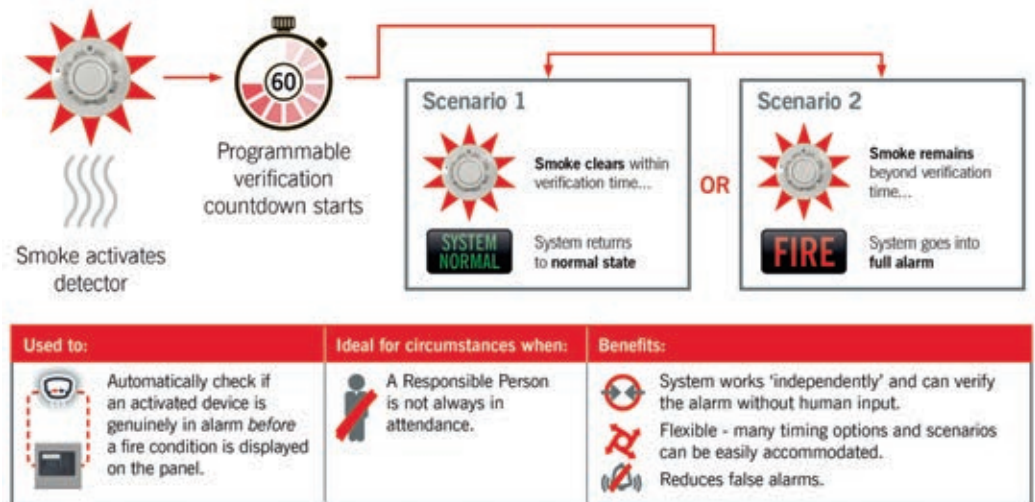 60
Programmable
verification
countdown starts
Smoke activates
detector
Scenario 1
Smoke clears within
verification time...
SYSTEM
NORMAL
System returns
to normal state
OR
Scenario 2
Smoke remains
beyond verification
time...
FIRE
System goes into
full alarm
Used to:
Automatically check if
an activated device is
genuinely in alarm before
a fire condition is displayed
on the panel.
Ideal for circumstances when:
A Responsible Person
is not always in
attendance.
Benefits:
System works ‘independently’ and can verify
the alarm without human input.
Flexible - many timing options and scenarios
can be easily accommodated.
Reduces false alarms.